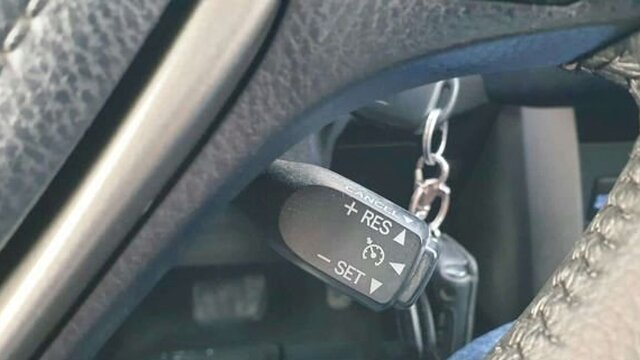 CANCEL
+ RES
- SET